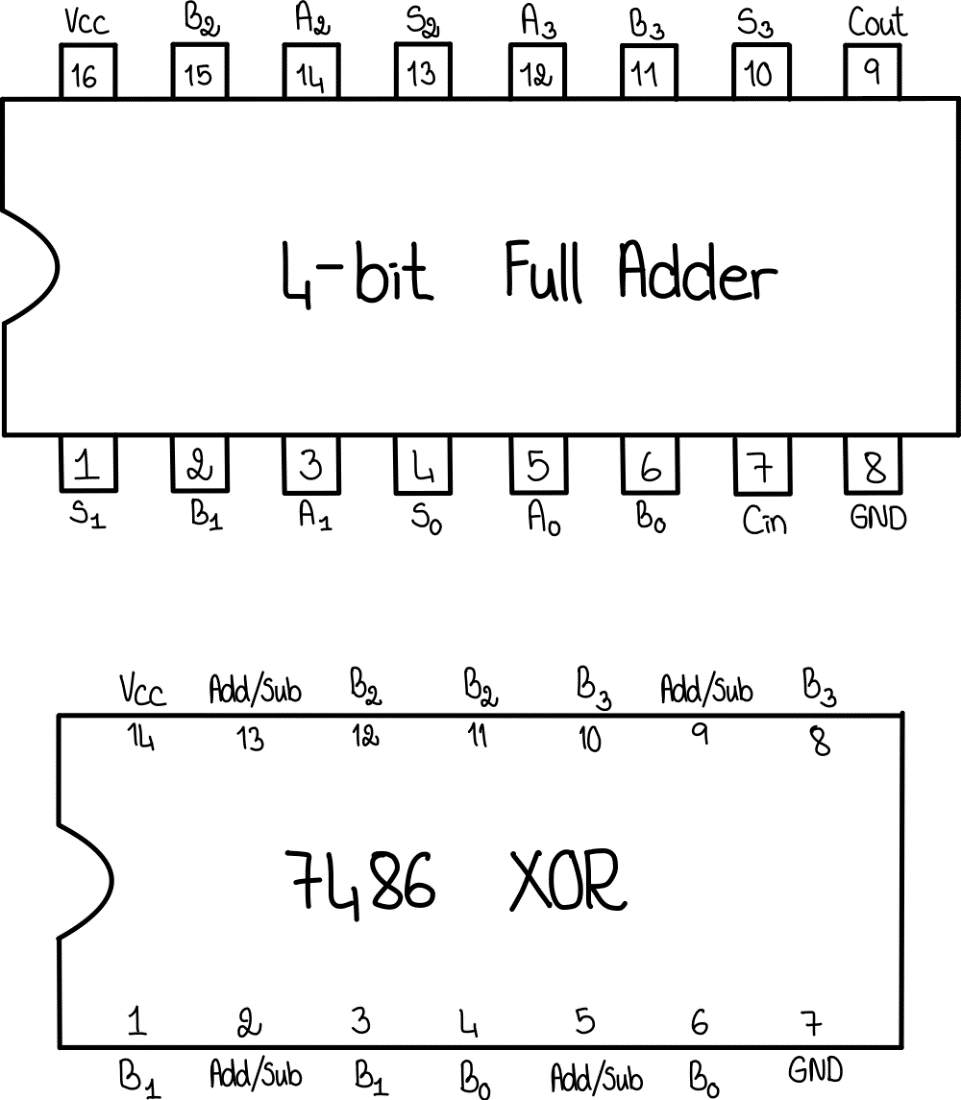 Vcc B₂ A₂ S₂ A₃ B₃ S₃ Cout
16 15 14 13 12 11 10 9
4-bit Full Adder
1 2 3 4 5 6 7 8
S₁ B₁ A₁ S₀ A₀ B₀ Cin GND
Vcc Add/Sub B₂ B₂ B₃ Add/Sub B₃
14 13 12 11 10 9 8
7486 XOR
1 2 3 4 5 6 7
B₁ Add/Sub B₁ B₀ Add/Sub B₀ GND